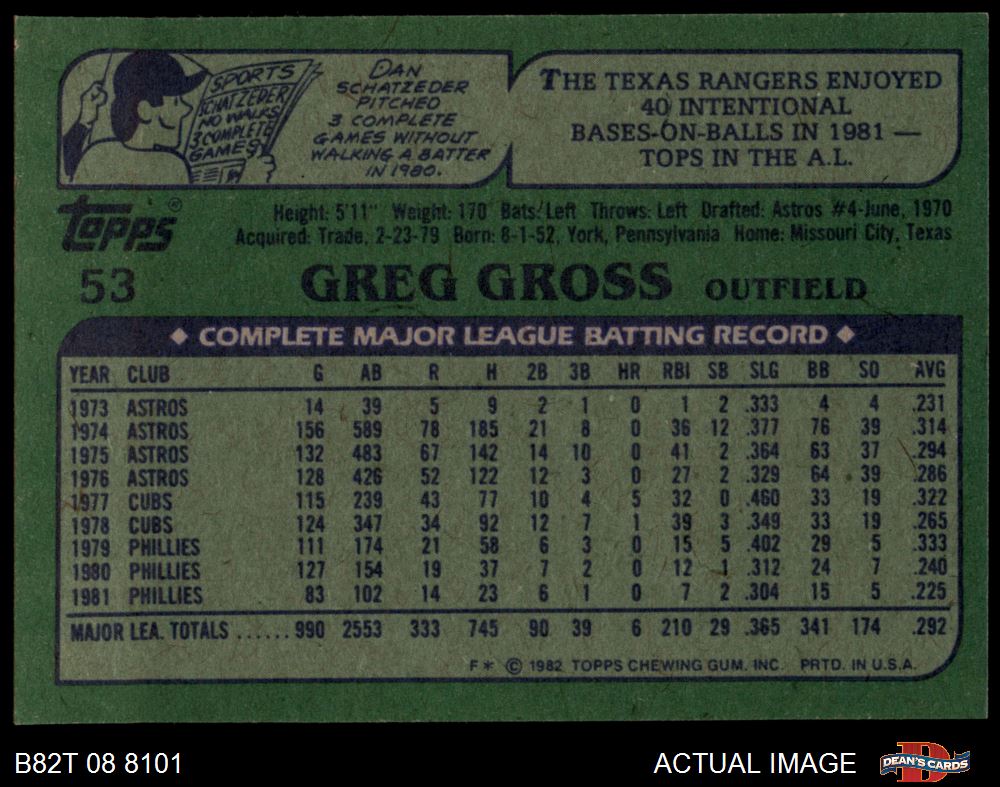 SPORTS
SCHATZEDER
NO WALKS
3 COMPLETE
GAMES!
DAN
SCHATZEDER
PITCHED
3 COMPLETE
GAMES WITHOUT
WALKING A BATTER
IN 1980.
THE TEXAS RANGERS ENJOYED
40 INTENTIONAL
BASES-ON-BALLS IN 1981 —
TOPS IN THE A.L.
topps®
Height: 5'11" Weight: 170 Bats: Left Throws: Left Drafted: Astros #4-June, 1970
Acquired: Trade, 2-23-79 Born: 8-1-52, York, Pennsylvania Home: Missouri City, Texas
53 GREG GROSS OUTFIELD
◆ COMPLETE MAJOR LEAGUE BATTING RECORD ◆
YEAR CLUB G AB R H 2B 3B HR RBI SB SLG BB SO AVG
1973 ASTROS 14 39 5 9 2 1 0 1 2 .333 4 4 .231
1974 ASTROS 156 589 78 185 21 8 0 36 12 .377 76 39 .314
1975 ASTROS 132 483 67 142 14 10 0 41 2 .364 63 37 .294
1976 ASTROS 128 426 52 122 12 3 0 27 2 .329 64 39 .286
1977 CUBS 115 239 43 77 10 4 5 32 0 .460 33 19 .322
1978 CUBS 124 347 34 92 12 7 1 39 3 .349 33 19 .265
1979 PHILLIES 111 174 21 58 6 3 0 15 5 .402 29 5 .333
1980 PHILLIES 127 154 19 37 7 2 0 12 1 .312 24 7 .240
1981 PHILLIES 83 102 14 23 6 1 0 7 2 .304 15 5 .225
MAJOR LEA. TOTALS ......990 2553 333 745 90 39 6 210 29 .365 341 174 .292
F* © 1982 TOPPS CHEWING GUM, INC. PRTD. IN U.S.A.
B82T 08 8101 ACTUAL IMAGE DEAN'S CARDS